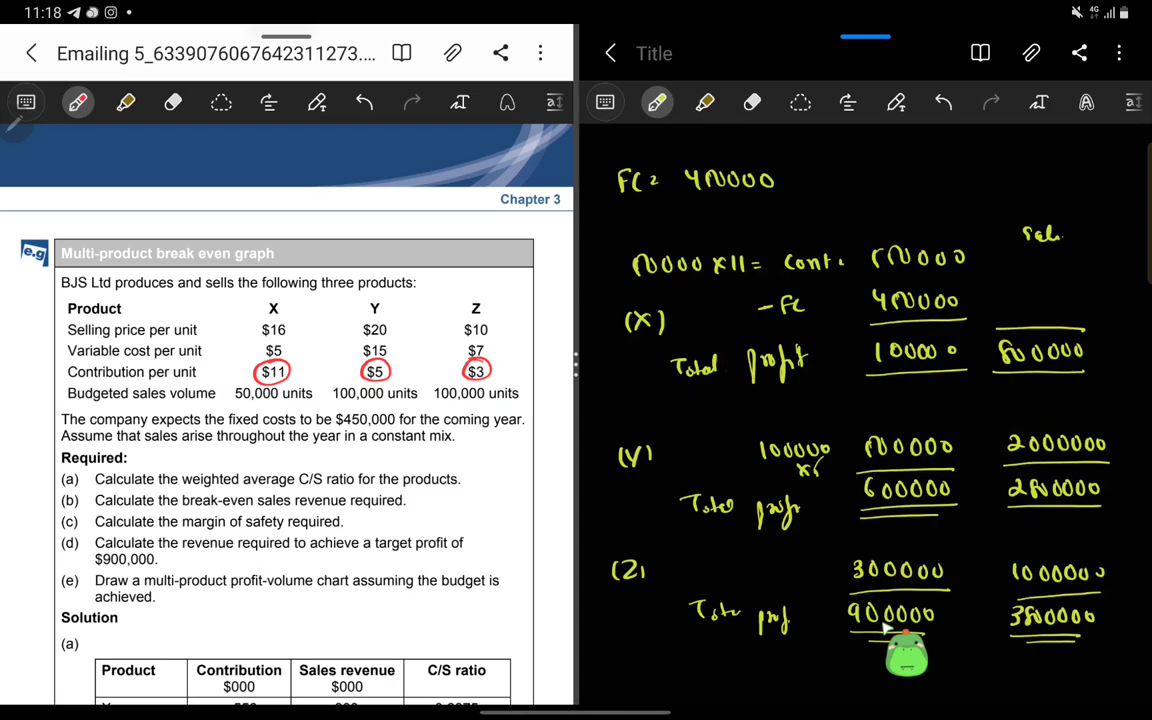 11:18
4G
Emailing 5_6339076067642311273....
Title
Chapter 3
e.g
Multi-product break even graph
BJS Ltd produces and sells the following three products:
Product X Y Z
Selling price per unit $16 $20 $10
Variable cost per unit $5 $15 $7
Contribution per unit $11 $5 $3
Budgeted sales volume 50,000 units 100,000 units 100,000 units
The company expects the fixed costs to be $450,000 for the coming year.
Assume that sales arise throughout the year in a constant mix.
Required:
(a) Calculate the weighted average C/S ratio for the products.
(b) Calculate the break-even sales revenue required.
(c) Calculate the margin of safety required.
(d) Calculate the revenue required to achieve a target profit of
$900,000.
(e) Draw a multi-product profit-volume chart assuming the budget is
achieved.
Solution
(a)
Product Contribution Sales revenue C/S ratio
$000 $000
FC = 450000
50000 x 11 = Cont. 550000
(X) - FC 450000
Total profit 100000 800000
(Y) 100000 500000 2000000
x5
Total prof 600000 2800000
(Z) 300000 1000000
Tota prof 900000 3800000